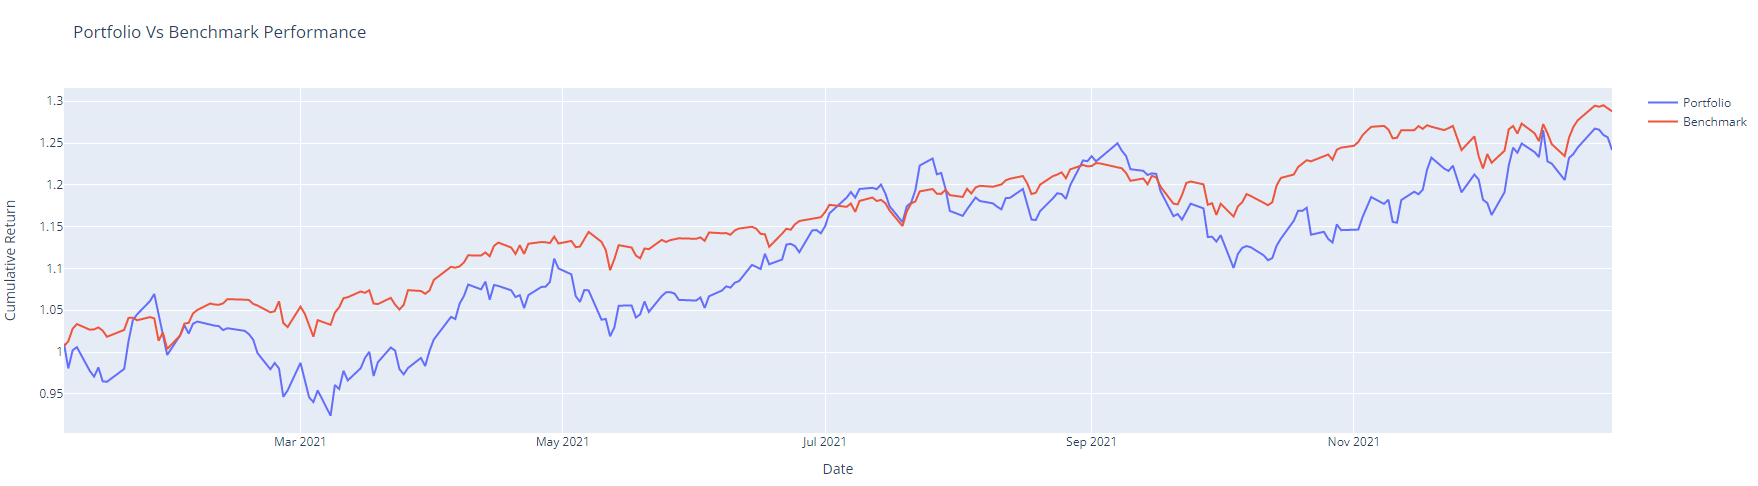 Portfolio Vs Benchmark Performance
1.3
1.25
1.2
1.15
1.1
1.05
1
0.95
Cumulative Return
Mar 2021
May 2021
Jul 2021
Sep 2021
Nov 2021
Date
Portfolio
Benchmark